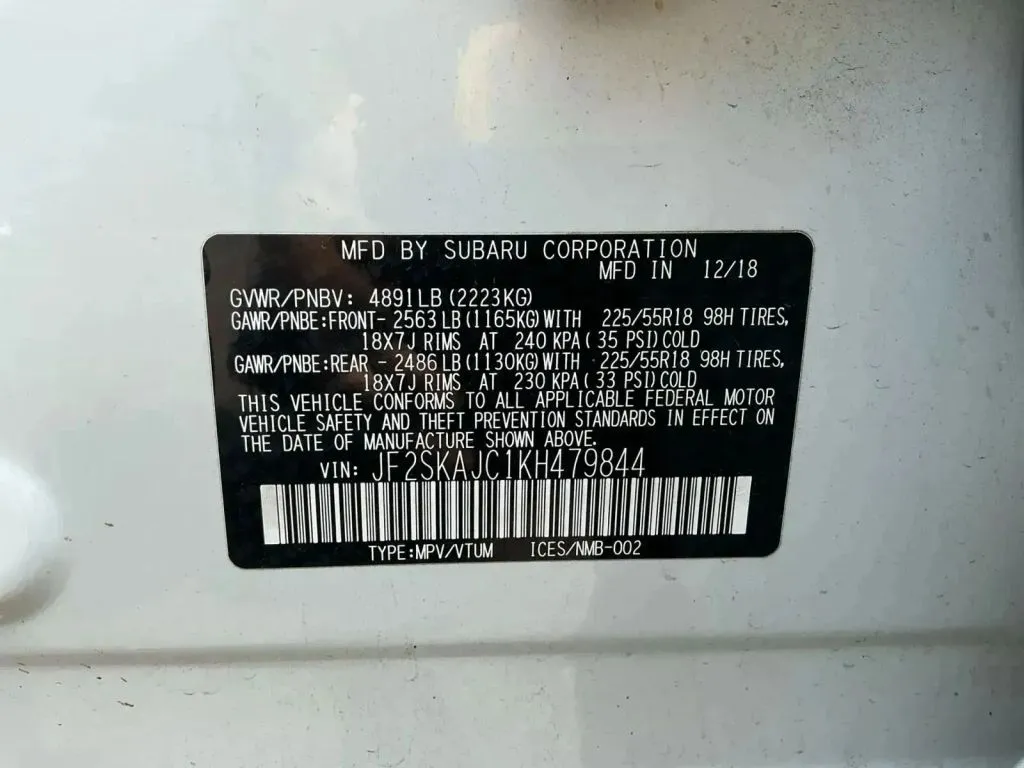 MFD BY SUBARU CORPORATION
MFD IN 12/18
GVWR/PNBV: 4891LB(2223KG)
GAWR/PNBE:FRONT- 2563LB(1165KG)WITH 225/55R18 98H TIRES,
18X7J RIMS AT 240 KPA( 35 PSI)COLD
GAWR/PNBE:REAR - 2486LB(1130KG)WITH 225/55R18 98H TIRES,
18X7J RIMS AT 230 KPA( 33 PSI)COLD
THIS VEHICLE CONFORMS TO ALL APPLICABLE FEDERAL MOTOR
VEHICLE SAFETY AND THEFT PREVENTION STANDARDS IN EFFECT ON
THE DATE OF MANUFACTURE SHOWN ABOVE.
VIN: JF2SKAJC1KH479844
TYPE:MPV/VTUM ICES/NMB-002